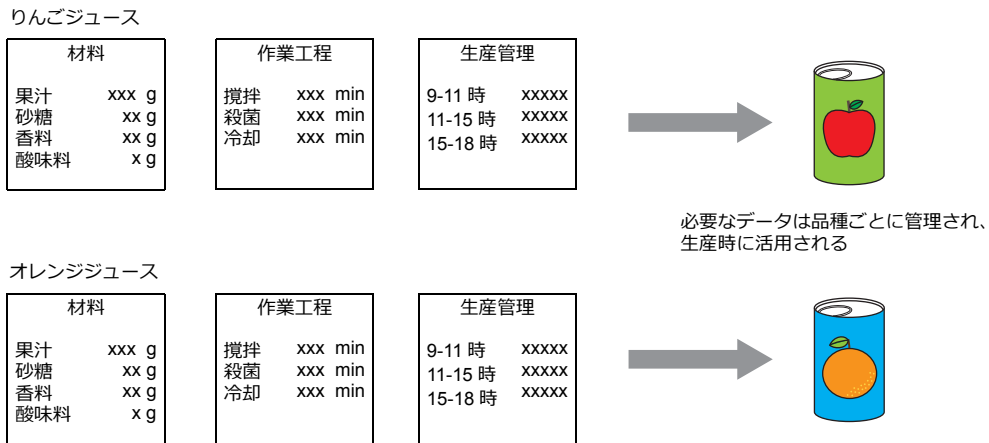 りんごジュース
材料
果汁 xxx g
砂糖 xx g
香料 xx g
酸味料 x g
作業工程
撹拌 xxx min
殺菌 xxx min
冷却 xxx min
生産管理
9-11 時 xxxxx
11-15 時 xxxxx
15-18 時 xxxxx
必要なデータは品種ごとに管理され、
生産時に活用される
オレンジジュース
材料
果汁 xxx g
砂糖 xx g
香料 xx g
酸味料 x g
作業工程
撹拌 xxx min
殺菌 xxx min
冷却 xxx min
生産管理
9-11 時 xxxxx
11-15 時 xxxxx
15-18 時 xxxxx